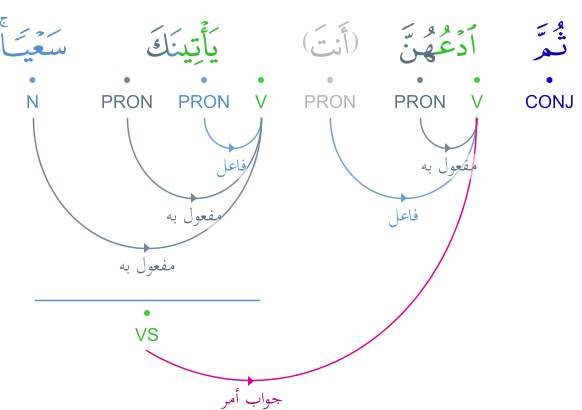 ثُمَّ ٱدْعُهُنَّ (أَنتَ) يَأْتِينَكَ سَعْيًا ۚ
CONJ V PRON PRON V PRON PRON N
مفعول به فاعل
فاعل مفعول به
مفعول به
VS
جواب أمر